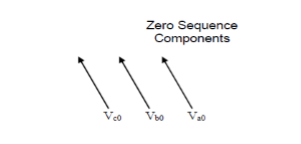 Zero Sequence
Components
Vc0 Vb0 Va0